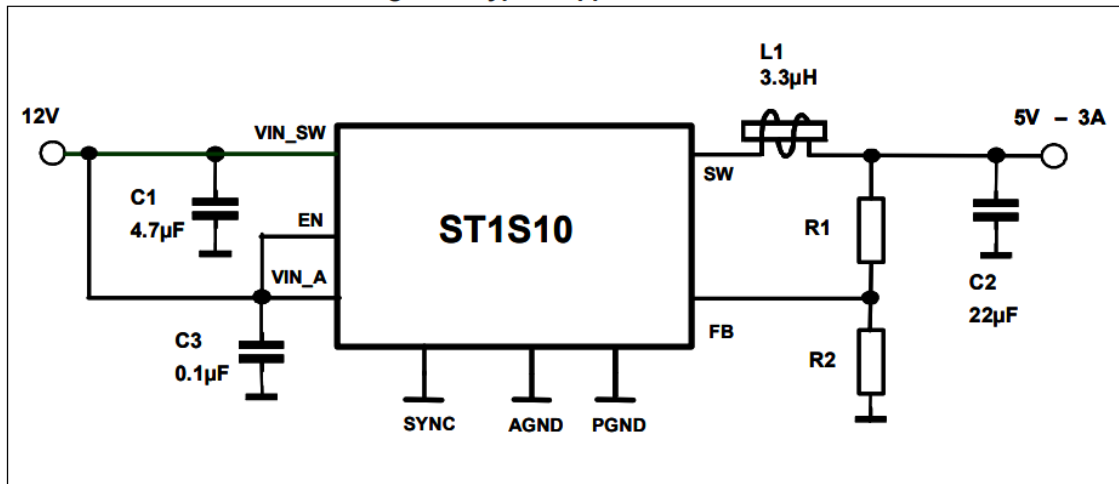 12V
VIN_SW
C1
4.7µF
EN
VIN_A
C3
0.1µF
ST1S10
SYNC
AGND
PGND
L1
3.3µH
SW
5V – 3A
R1
C2
22µF
FB
R2